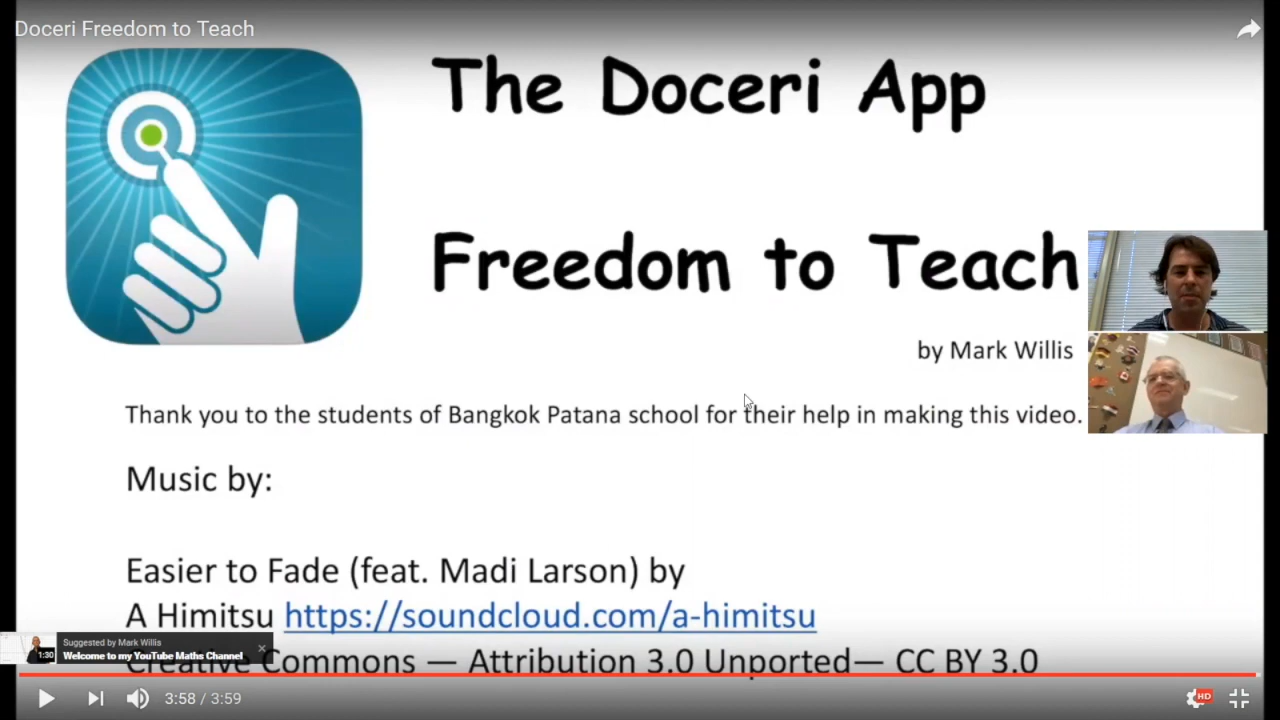 Doceri Freedom to Teach
The Doceri App
Freedom to Teach
by Mark Willis
Thank you to the students of Bangkok Patana school for their help in making this video.
Music by:
Easier to Fade (feat. Madi Larson) by
A Himitsu https://soundcloud.com/a-himitsu
1:30
Suggested by Mark Willis
Welcome to my YouTube Maths Channel
Creative Commons — Attribution 3.0 Unported— CC BY 3.0
3:58 / 3:59
HD